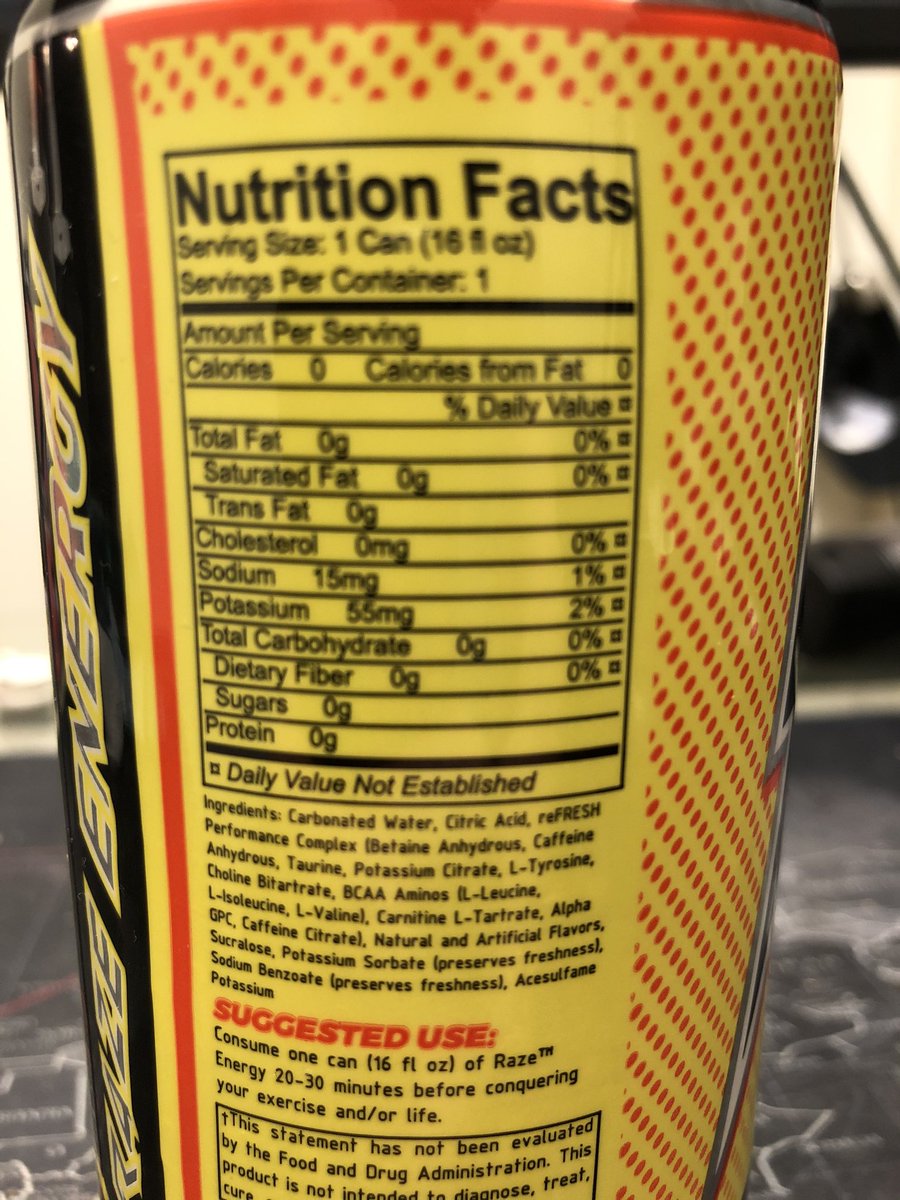 RAZE ENERGY
Nutrition Facts
Serving Size: 1 Can (16 fl oz)
Servings Per Container: 1
Amount Per Serving
Calories 0 Calories from Fat 0
% Daily Value ¤
Total Fat 0g 0% ¤
Saturated Fat 0g 0% ¤
Trans Fat 0g
Cholesterol 0mg 0% ¤
Sodium 15mg 1% ¤
Potassium 55mg 2% ¤
Total Carbohydrate 0g 0% ¤
Dietary Fiber 0g 0% ¤
Sugars 0g
Protein 0g
¤ Daily Value Not Established
Ingredients: Carbonated Water, Citric Acid, reFRESH
Performance Complex (Betaine Anhydrous, Caffeine
Anhydrous, Taurine, Potassium Citrate, L-Tyrosine,
Choline Bitartrate, BCAA Aminos (L-Leucine,
L-Isoleucine, L-Valine), Carnitine L-Tartrate, Alpha
GPC, Caffeine Citrate), Natural and Artificial Flavors,
Sucralose, Potassium Sorbate (preserves freshness),
Sodium Benzoate (preserves freshness), Acesulfame
Potassium
SUGGESTED USE:
Consume one can (16 fl oz) of Raze™
Energy 20-30 minutes before conquering
your exercise and/or life.
†This statement has not been evaluated
by the Food and Drug Administration. This
product is not intended to diagnose, treat,
cure